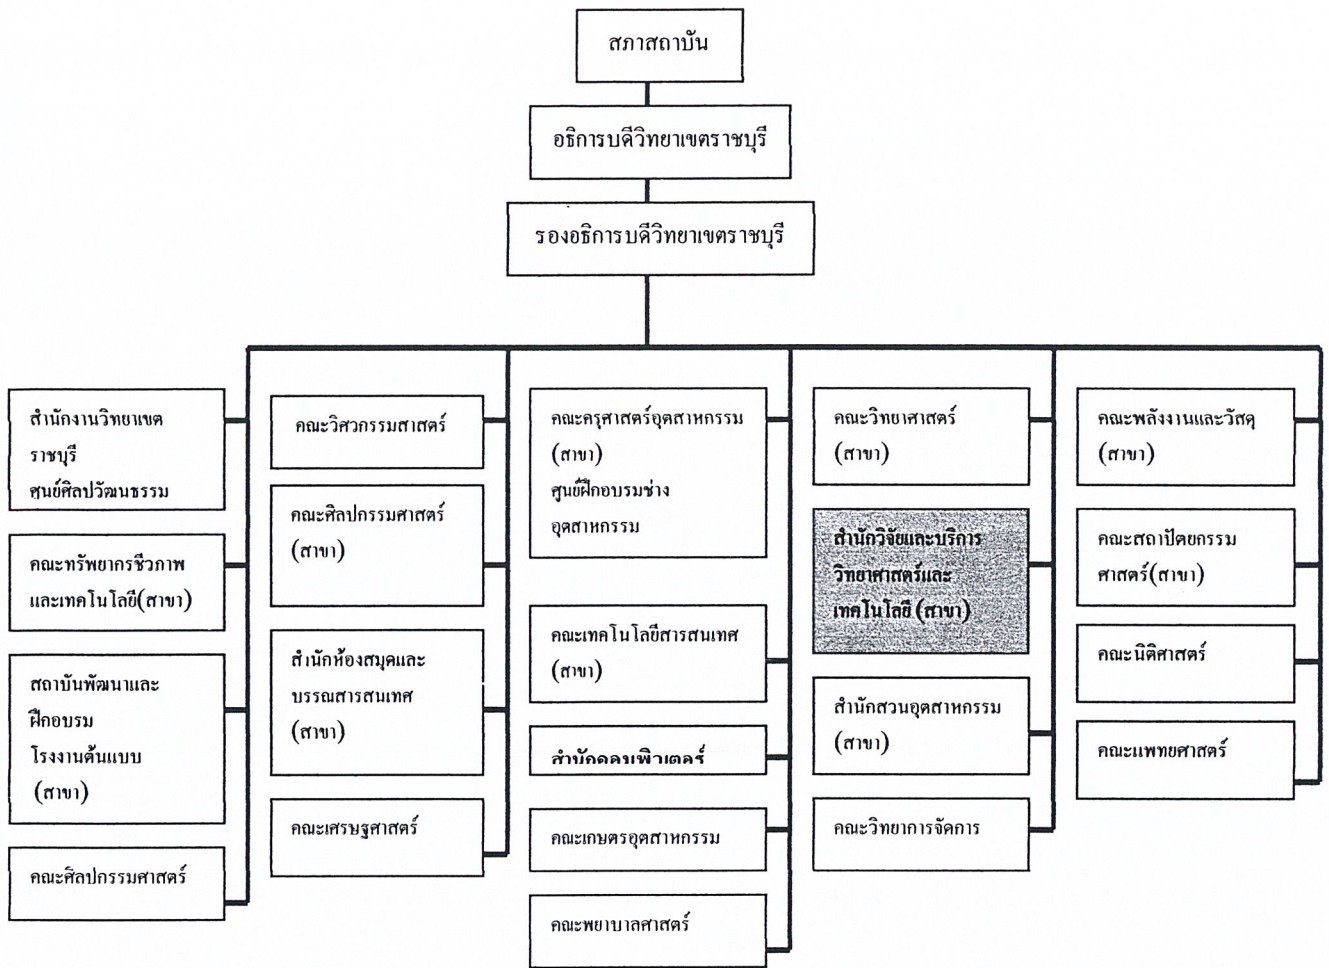 สภาสถาบัน
อธิการบดีวิทยาเขตราชบุรี
รองอธิการบดีวิทยาเขตราชบุรี
สำนักงานวิทยาเขต
ราชบุรี
ศูนย์ศิลปวัฒนธรรม
คณะทรัพยากรชีวภาพ
และเทคโนโลยี(สาขา)
สถาบันพัฒนาและ
ฝึกอบรม
โรงงานต้นแบบ
(สาขา)
คณะศิลปกรรมศาสตร์
คณะวิศวกรรมศาสตร์
คณะศิลปกรรมศาสตร์
(สาขา)
สำนักห้องสมุดและ
บรรณสารสนเทศ
(สาขา)
คณะเศรษฐศาสตร์
คณะครุศาสตร์อุตสาหกรรม
(สาขา)
ศูนย์ฝึกอบรมช่าง
อุตสาหกรรม
คณะเทคโนโลยีสารสนเทศ
(สาขา)
สำนักคอมพิวเตอร์
คณะเกษตรอุตสาหกรรม
คณะพยาบาลศาสตร์
คณะวิทยาศาสตร์
(สาขา)
สำนักวิจัยและบริการ
วิทยาศาสตร์และ
เทคโนโลยี (สาขา)
สำนักสวนอุตสาหกรรม
(สาขา)
คณะวิทยาการจัดการ
คณะพลังงานและวัสดุ
(สาขา)
คณะสถาปัตยกรรม
ศาสตร์(สาขา)
คณะนิติศาสตร์
คณะแพทยศาสตร์